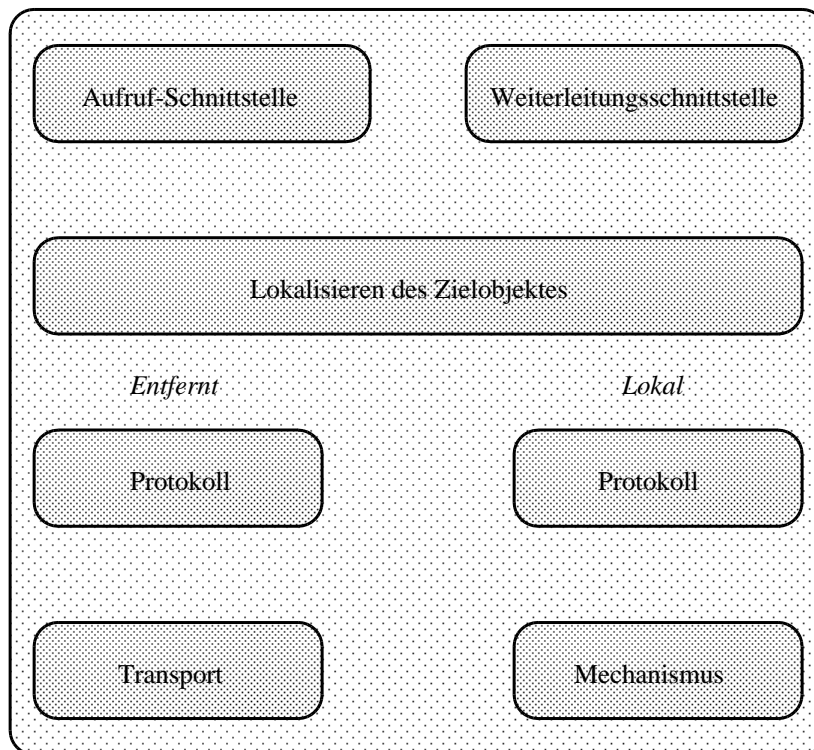 Aufruf-Schnittstelle
Weiterleitungsschnittstelle
Lokalisieren des Zielobjektes
Entfernt
Lokal
Protokoll
Protokoll
Transport
Mechanismus